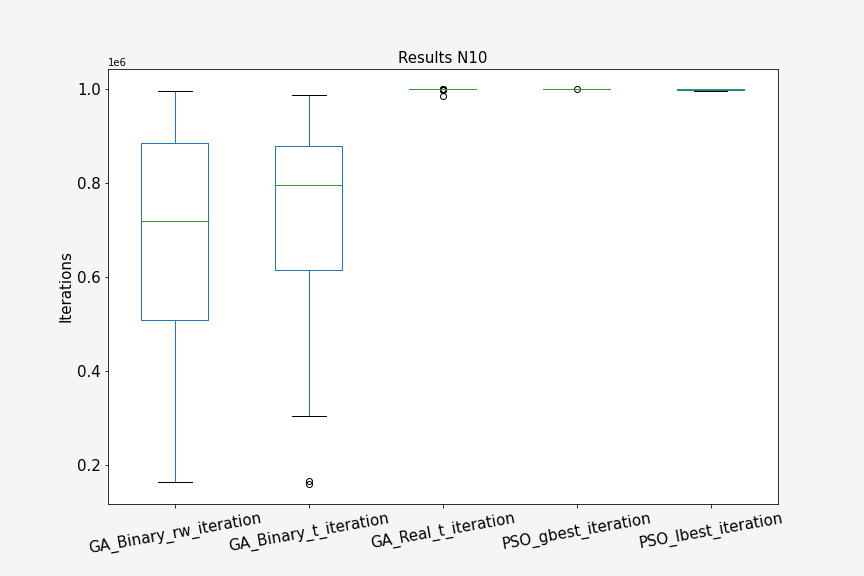 Results N10
1e6
1.0
0.8
0.6
0.4
0.2
Iterations
GA_Binary_rw_iteration
GA_Binary_t_iteration
GA_Real_t_iteration
PSO_gbest_iteration
PSO_lbest_iteration